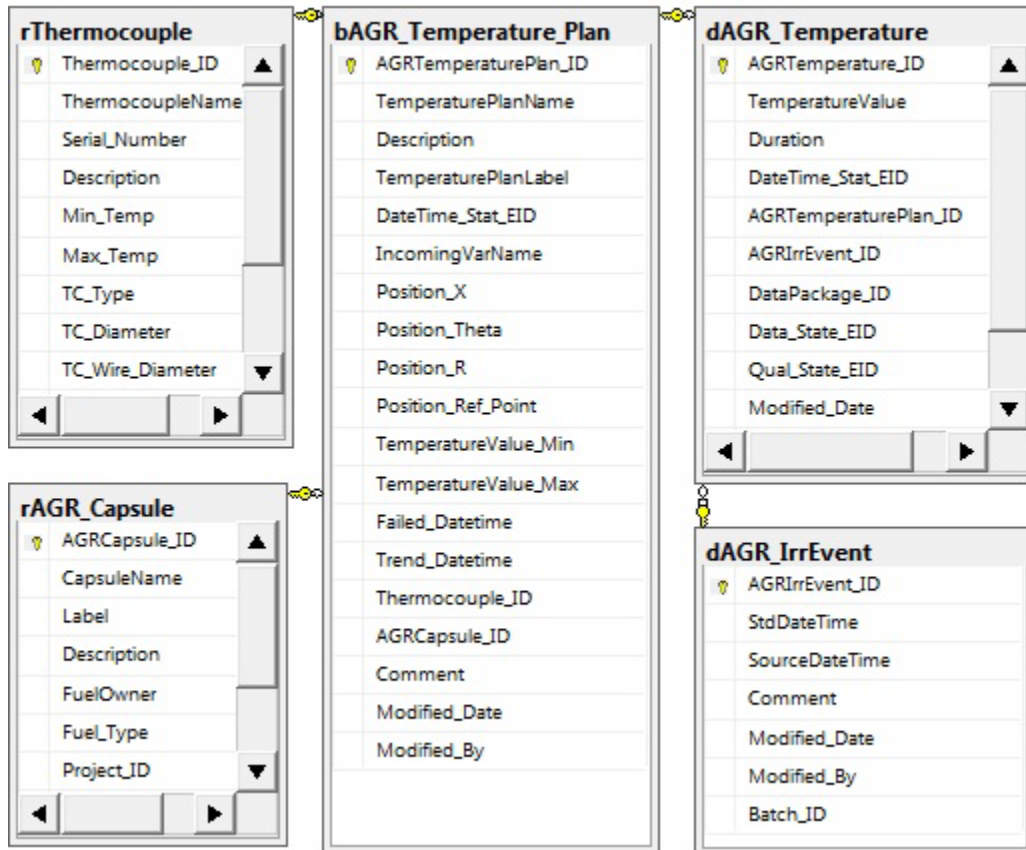 rThermocouple
Thermocouple_ID
ThermocoupleName
Serial_Number
Description
Min_Temp
Max_Temp
TC_Type
TC_Diameter
TC_Wire_Diameter
rAGR_Capsule
AGRCapsule_ID
CapsuleName
Label
Description
FuelOwner
Fuel_Type
Project_ID
bAGR_Temperature_Plan
AGRTemperaturePlan_ID
TemperaturePlanName
Description
TemperaturePlanLabel
DateTime_Stat_EID
IncomingVarName
Position_X
Position_Theta
Position_R
Position_Ref_Point
TemperatureValue_Min
TemperatureValue_Max
Failed_Datetime
Trend_Datetime
Thermocouple_ID
AGRCapsule_ID
Comment
Modified_Date
Modified_By
dAGR_Temperature
AGRTemperature_ID
TemperatureValue
Duration
DateTime_Stat_EID
AGRTemperaturePlan_ID
AGRIrrEvent_ID
DataPackage_ID
Data_State_EID
Qual_State_EID
Modified_Date
dAGR_IrrEvent
AGRIrrEvent_ID
StdDateTime
SourceDateTime
Comment
Modified_Date
Modified_By
Batch_ID